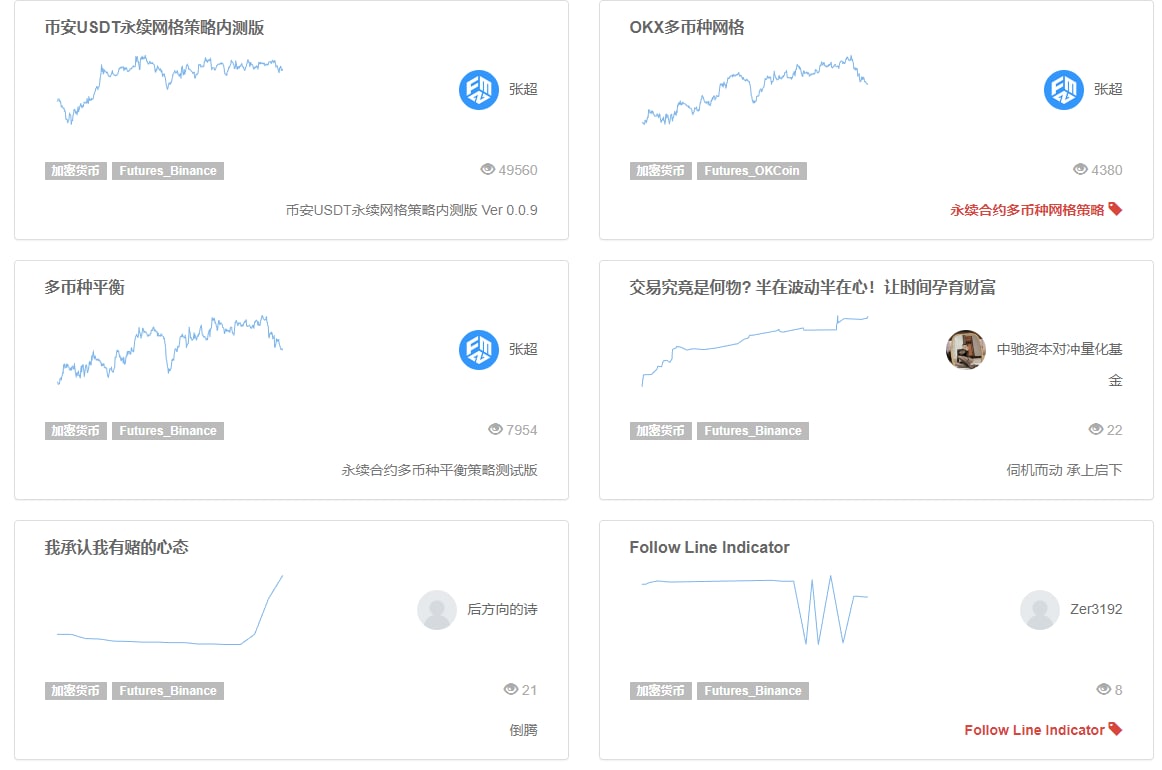 币安USDT永续网格策略内测版
张超
加密货币 Futures_Binance
49560
币安USDT永续网格策略内测版 Ver 0.0.9
OKX多币种网格
张超
加密货币 Futures_OKCoin
4380
永续合约多币种网格策略
多币种平衡
张超
加密货币 Futures_Binance
7954
永续合约多币种平衡策略测试版
交易究竟是何物? 半在波动半在心！让时间孕育财富
中驰资本对冲量化基
金
加密货币 Futures_Binance
22
伺机而动 承上启下
我承认我有赌的心态
后方向的诗
加密货币 Futures_Binance
21
倒腾
Follow Line Indicator
Zer3192
加密货币 Futures_Binance
8
Follow Line Indicator